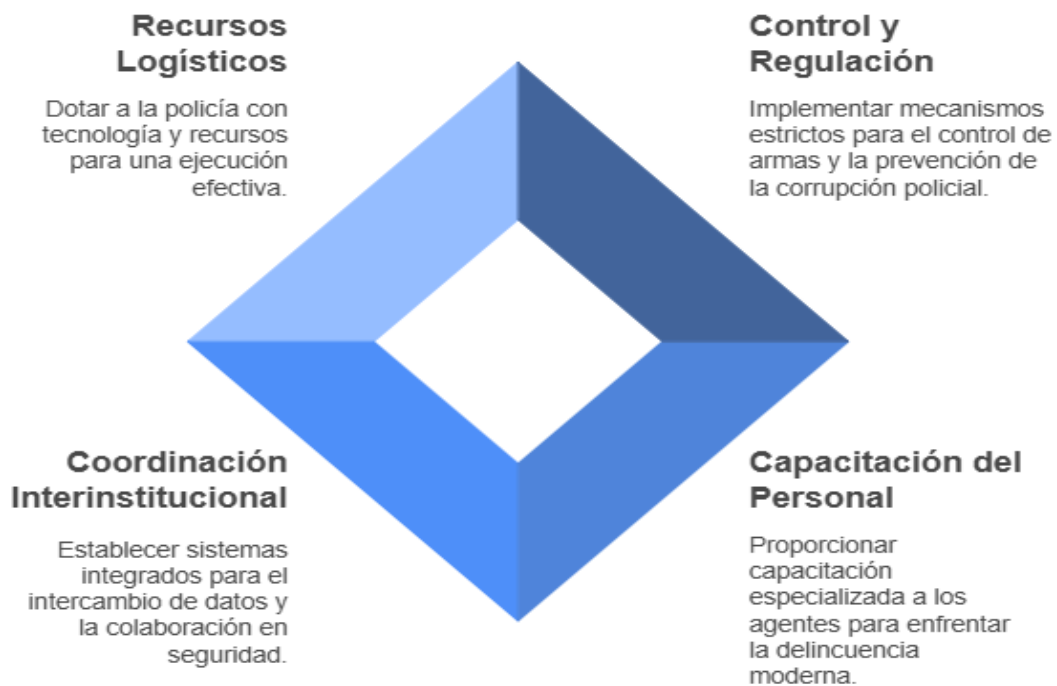 Recursos
Logísticos
Dotar a la policía con
tecnología y recursos
para una ejecución
efectiva.
Control y
Regulación
Implementar mecanismos
estrictos para el control de
armas y la prevención de
la corrupción policial.
Coordinación
Interinstitucional
Establecer sistemas
integrados para el
intercambio de datos y
la colaboración en
seguridad.
Capacitación del
Personal
Proporcionar
capacitación
especializada a los
agentes para enfrentar
la delincuencia
moderna.